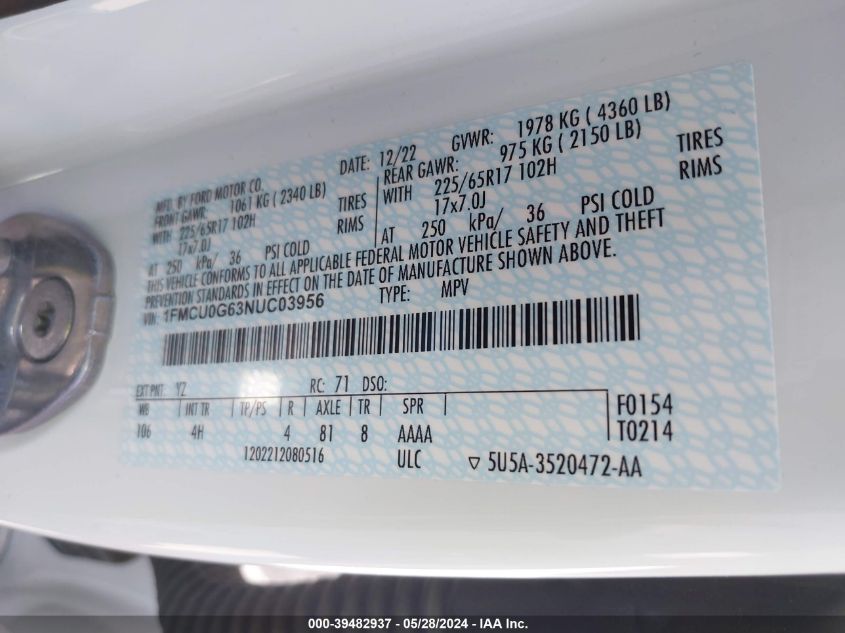 MFD. BY FORD MOTOR CO. DATE: 12/22 GVWR: 1978 KG ( 4360 LB)
FRONT GAWR: 1061 KG ( 2340 LB) REAR GAWR: 975 KG ( 2150 LB)
WITH 225/65R17 102H TIRES WITH 225/65R17 102H TIRES
17x7.0J RIMS 17x7.0J RIMS
AT 250 kPa/ 36 PSI COLD AT 250 kPa/ 36 PSI COLD
THIS VEHICLE CONFORMS TO ALL APPLICABLE FEDERAL MOTOR VEHICLE SAFETY AND THEFT
PREVENTION STANDARDS IN EFFECT ON THE DATE OF MANUFACTURE SHOWN ABOVE.
VIN: 1FMCU0G63NUC03956 TYPE: MPV
EXT PNT: YZ RC: 71 DSO:
WB INT TR TP/PS R AXLE TR SPR F0154
106 4H 4 81 8 AAAA T0214
1202212080516 ULC ▽ 5U5A-3520472-AA
000-39482937 - 05/28/2024 - IAA Inc.